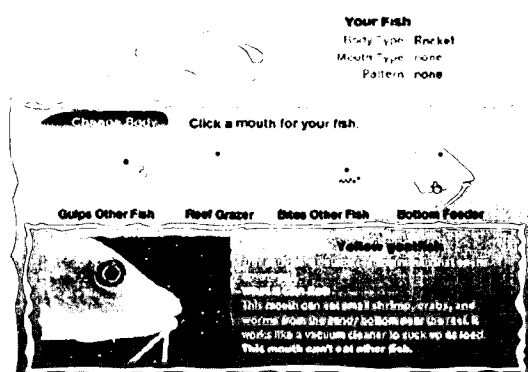 Your Fish
Body Type: Rocket
Mouth Type: none
Pattern: none
Change Body
Click a mouth for your fish.
Gulps Other Fish
Reef Grazer
Bites Other Fish
Bottom Feeder
Yellow goatfish
This mouth can eat small shrimp, crabs, and
worms from the sandy bottom near the reef. It
works like a vacuum cleaner to suck up its food.
This mouth can't eat other fish.